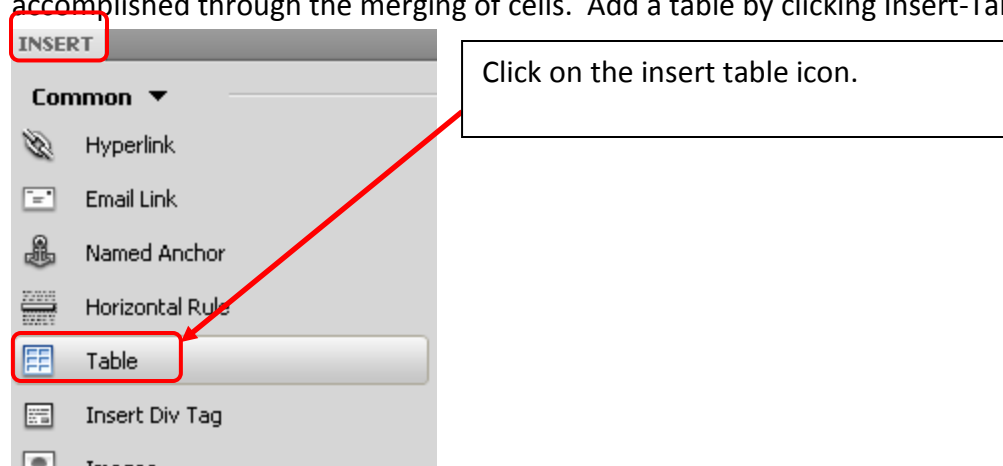 accomplished through the merging of cells.  Add a table by clicking Insert-Ta
INSERT
Click on the insert table icon.
Common
Hyperlink
Email Link
Named Anchor
Horizontal Rule
Table
Insert Div Tag
Images